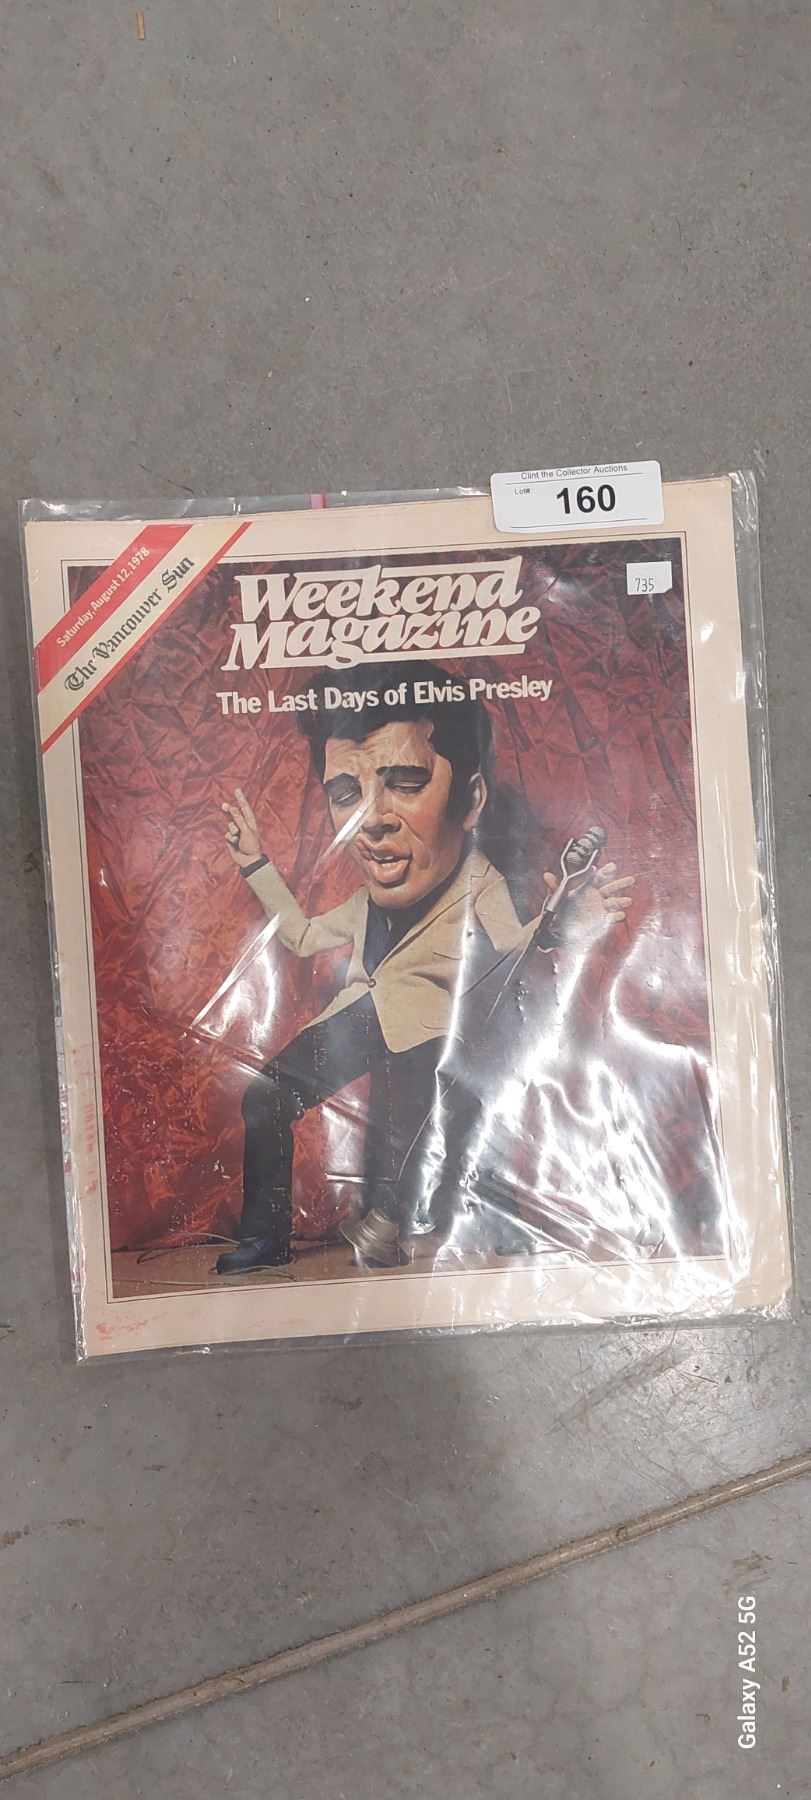 Clint the Collector Auctions
Lot#: 160
Saturday, August 12, 1978
The Vancouver Sun
Weekend
Magazine
735
The Last Days of Elvis Presley
Galaxy A52 5G